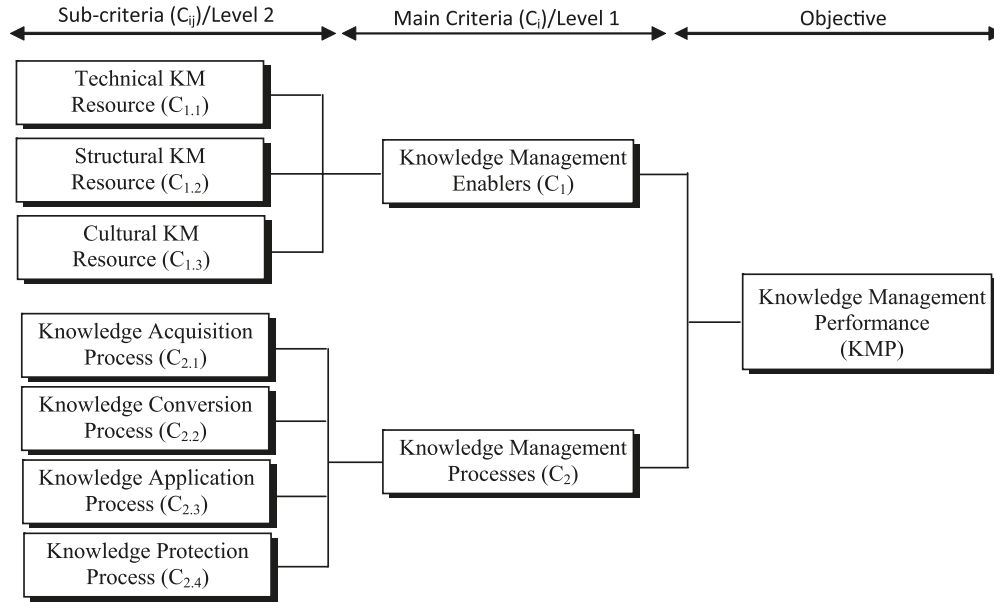 Sub-criteria (Cij)/Level 2
Main Criteria (Ci)/Level 1
Objective
Technical KM
Resource (C1.1)
Structural KM
Resource (C1.2)
Cultural KM
Resource (C1.3)
Knowledge Management
Enablers (C1)
Knowledge Management
Performance
(KMP)
Knowledge Acquisition
Process (C2.1)
Knowledge Conversion
Process (C2.2)
Knowledge Application
Process (C2.3)
Knowledge Protection
Process (C2.4)
Knowledge Management
Processes (C2)